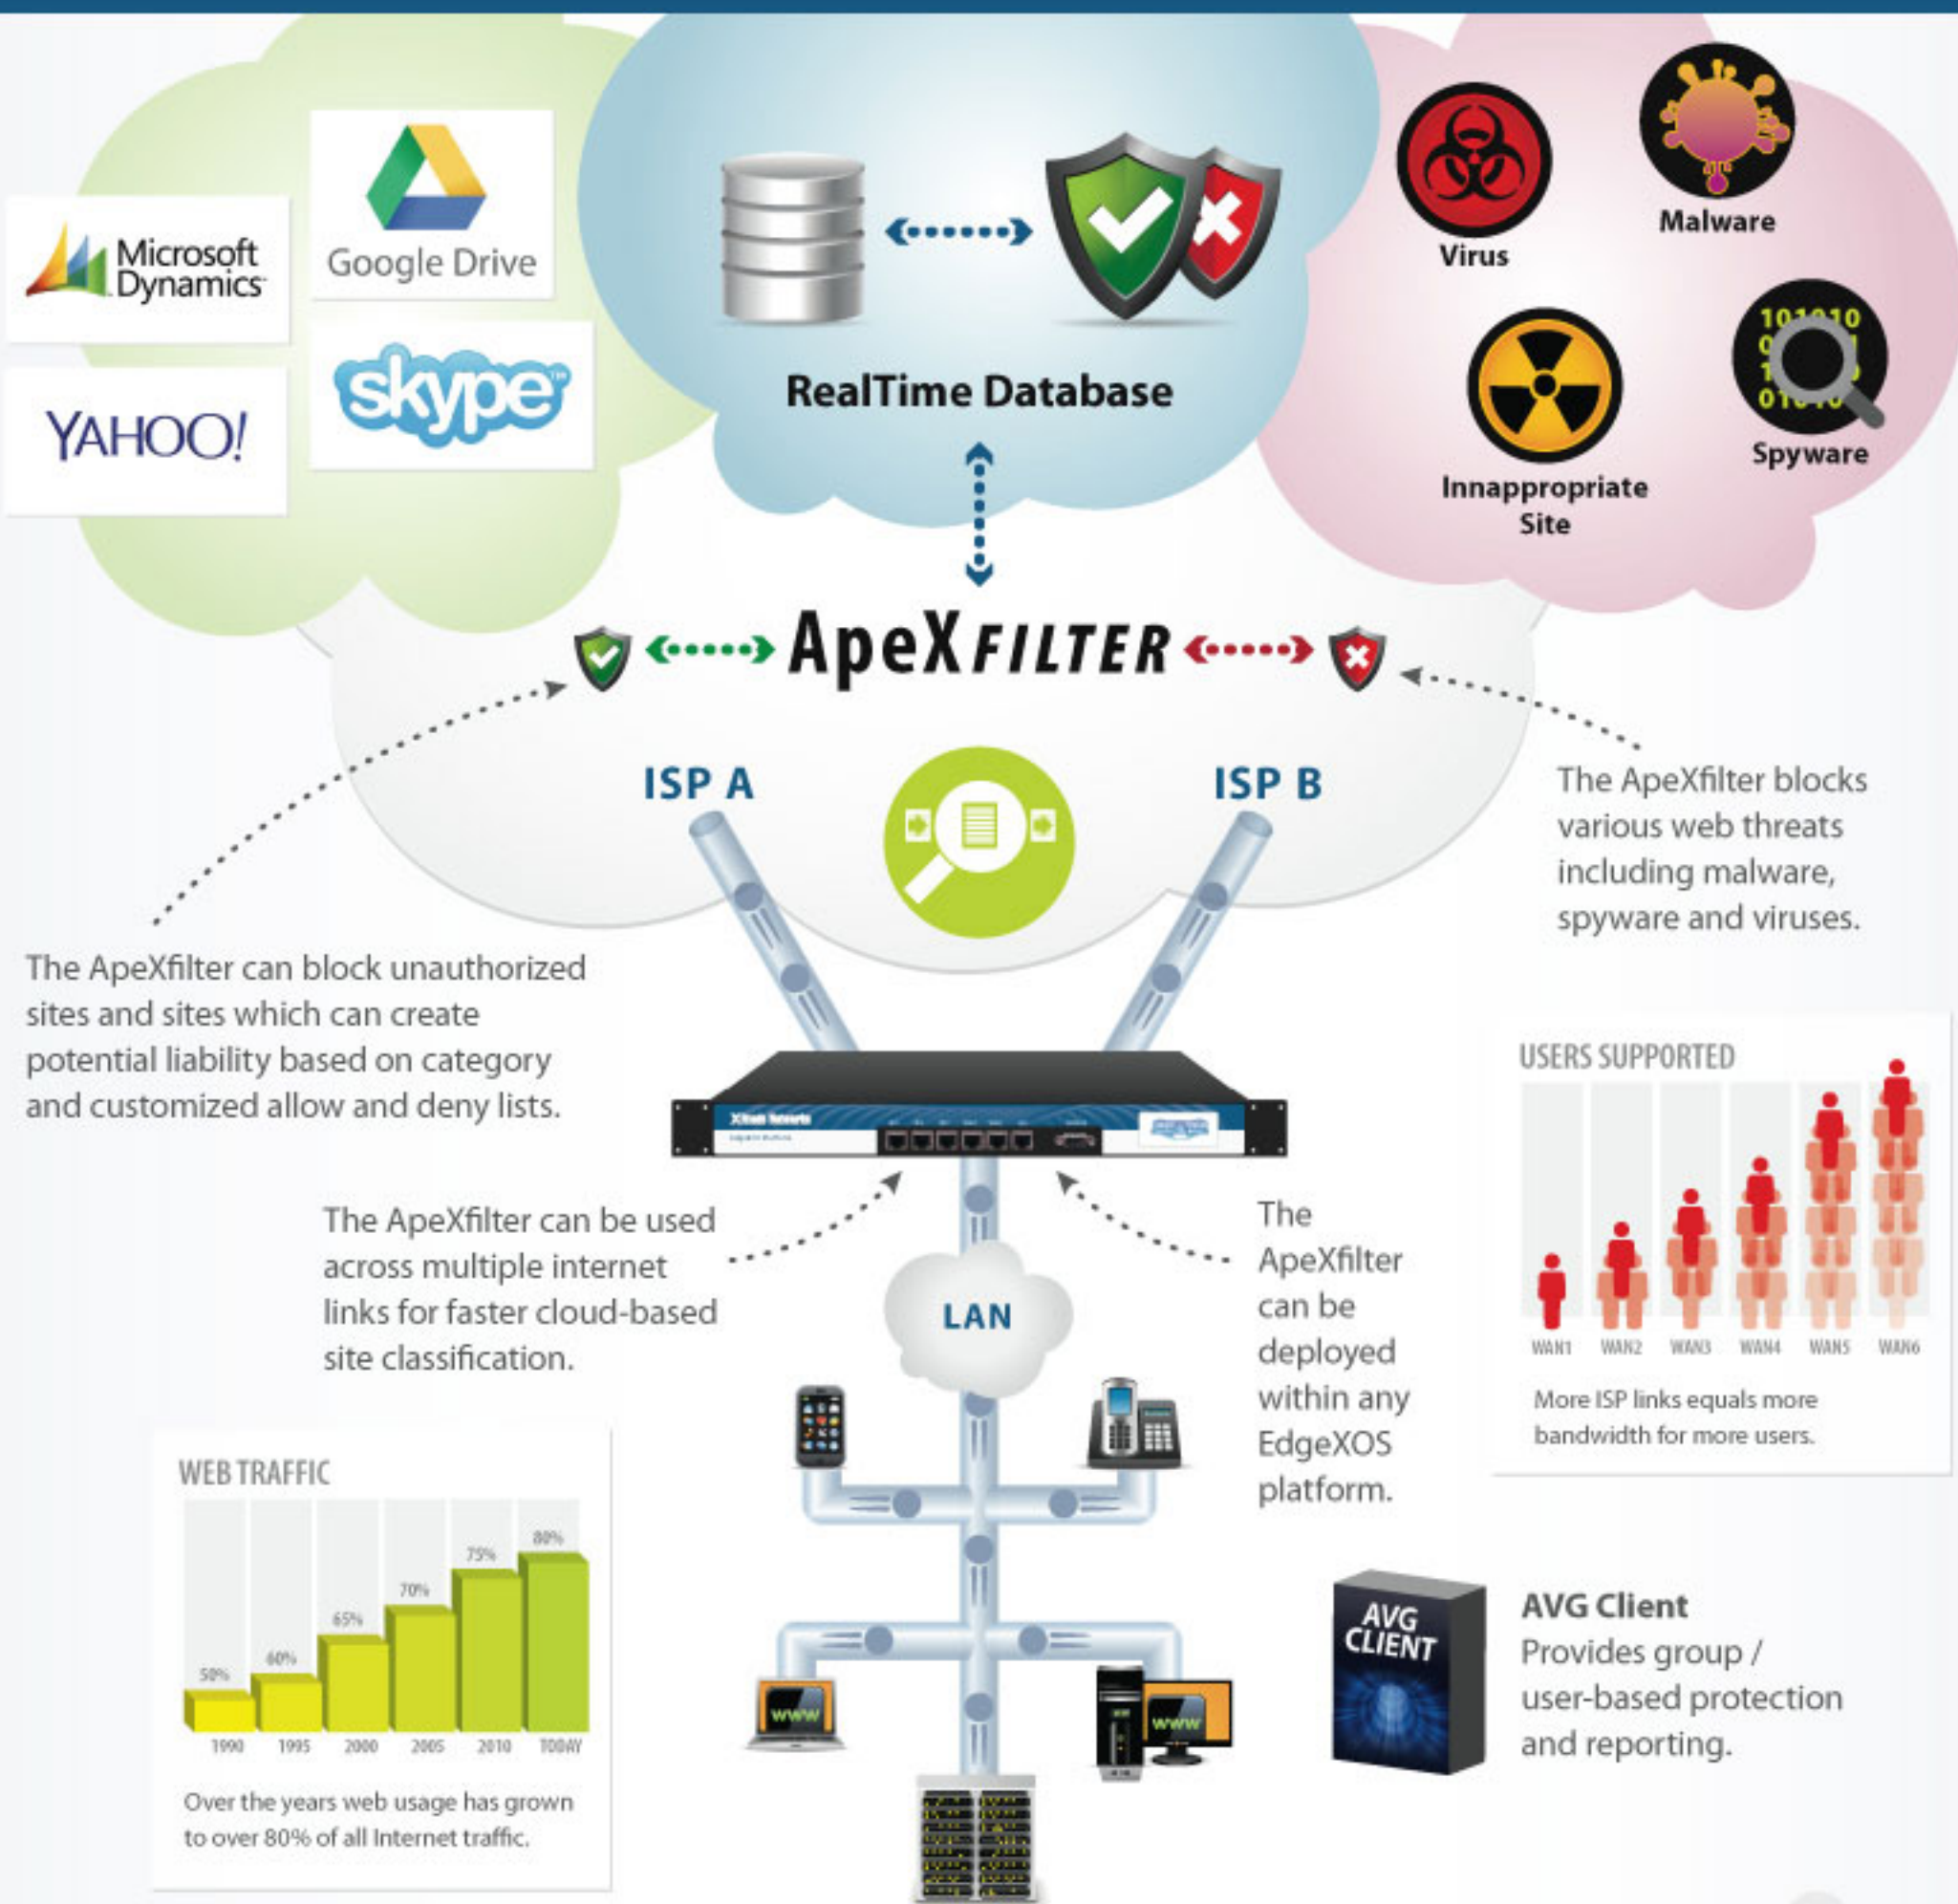 Microsoft
Dynamics
Google Drive
YAHOO!
skype™
RealTime Database
Virus
Malware
Innappropriate
Site
101010
Spyware
ApeXFILTER
ISP A
ISP B
The ApeXfilter blocks
various web threats
including malware,
spyware and viruses.
The ApeXfilter can block unauthorized
sites and sites which can create
potential liability based on category
and customized allow and deny lists.
The ApeXfilter can be used
across multiple internet
links for faster cloud-based
site classification.
LAN
The
ApeXfilter
can be
deployed
within any
EdgeXOS
platform.
USERS SUPPORTED
WAN1 WAN2 WAN3 WAN4 WAN5 WAN6
More ISP links equals more
bandwidth for more users.
WEB TRAFFIC
50% 60% 65% 70% 75% 80%
1990 1995 2000 2005 2010 TODAY
Over the years web usage has grown
to over 80% of all Internet traffic.
www
www
AVG
CLIENT
AVG Client
Provides group /
user-based protection
and reporting.